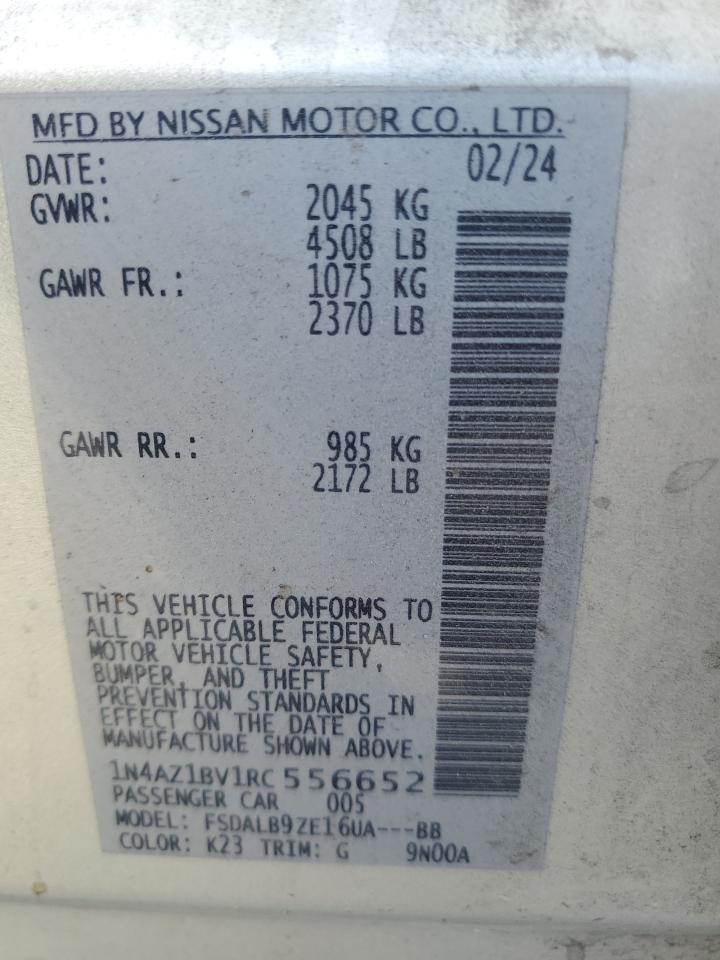 MFD BY NISSAN MOTOR CO., LTD.
DATE: 02/24
GVWR: 2045 KG
4508 LB
GAWR FR.: 1075 KG
2370 LB
GAWR RR.: 985 KG
2172 LB
THIS VEHICLE CONFORMS TO
ALL APPLICABLE FEDERAL
MOTOR VEHICLE SAFETY,
BUMPER, AND THEFT
PREVENTION STANDARDS IN
EFFECT ON THE DATE OF
MANUFACTURE SHOWN ABOVE.
1N4AZ1BV1RC556652
PASSENGER CAR 005
MODEL: FSDALB9ZE16UA---BB
COLOR: K23 TRIM: G 9N00A